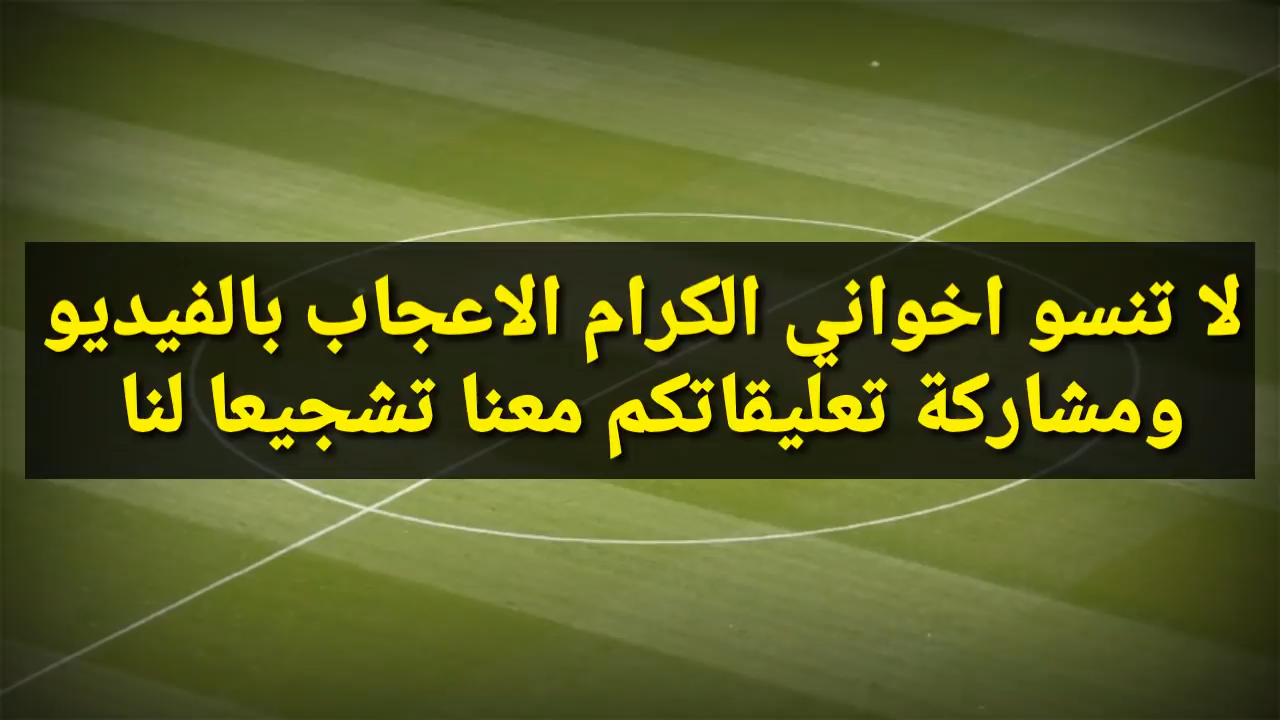 لا تنسو اخواني الكرام الاعجاب بالفيديو
ومشاركة تعليقاتكم معنا تشجيعا لنا